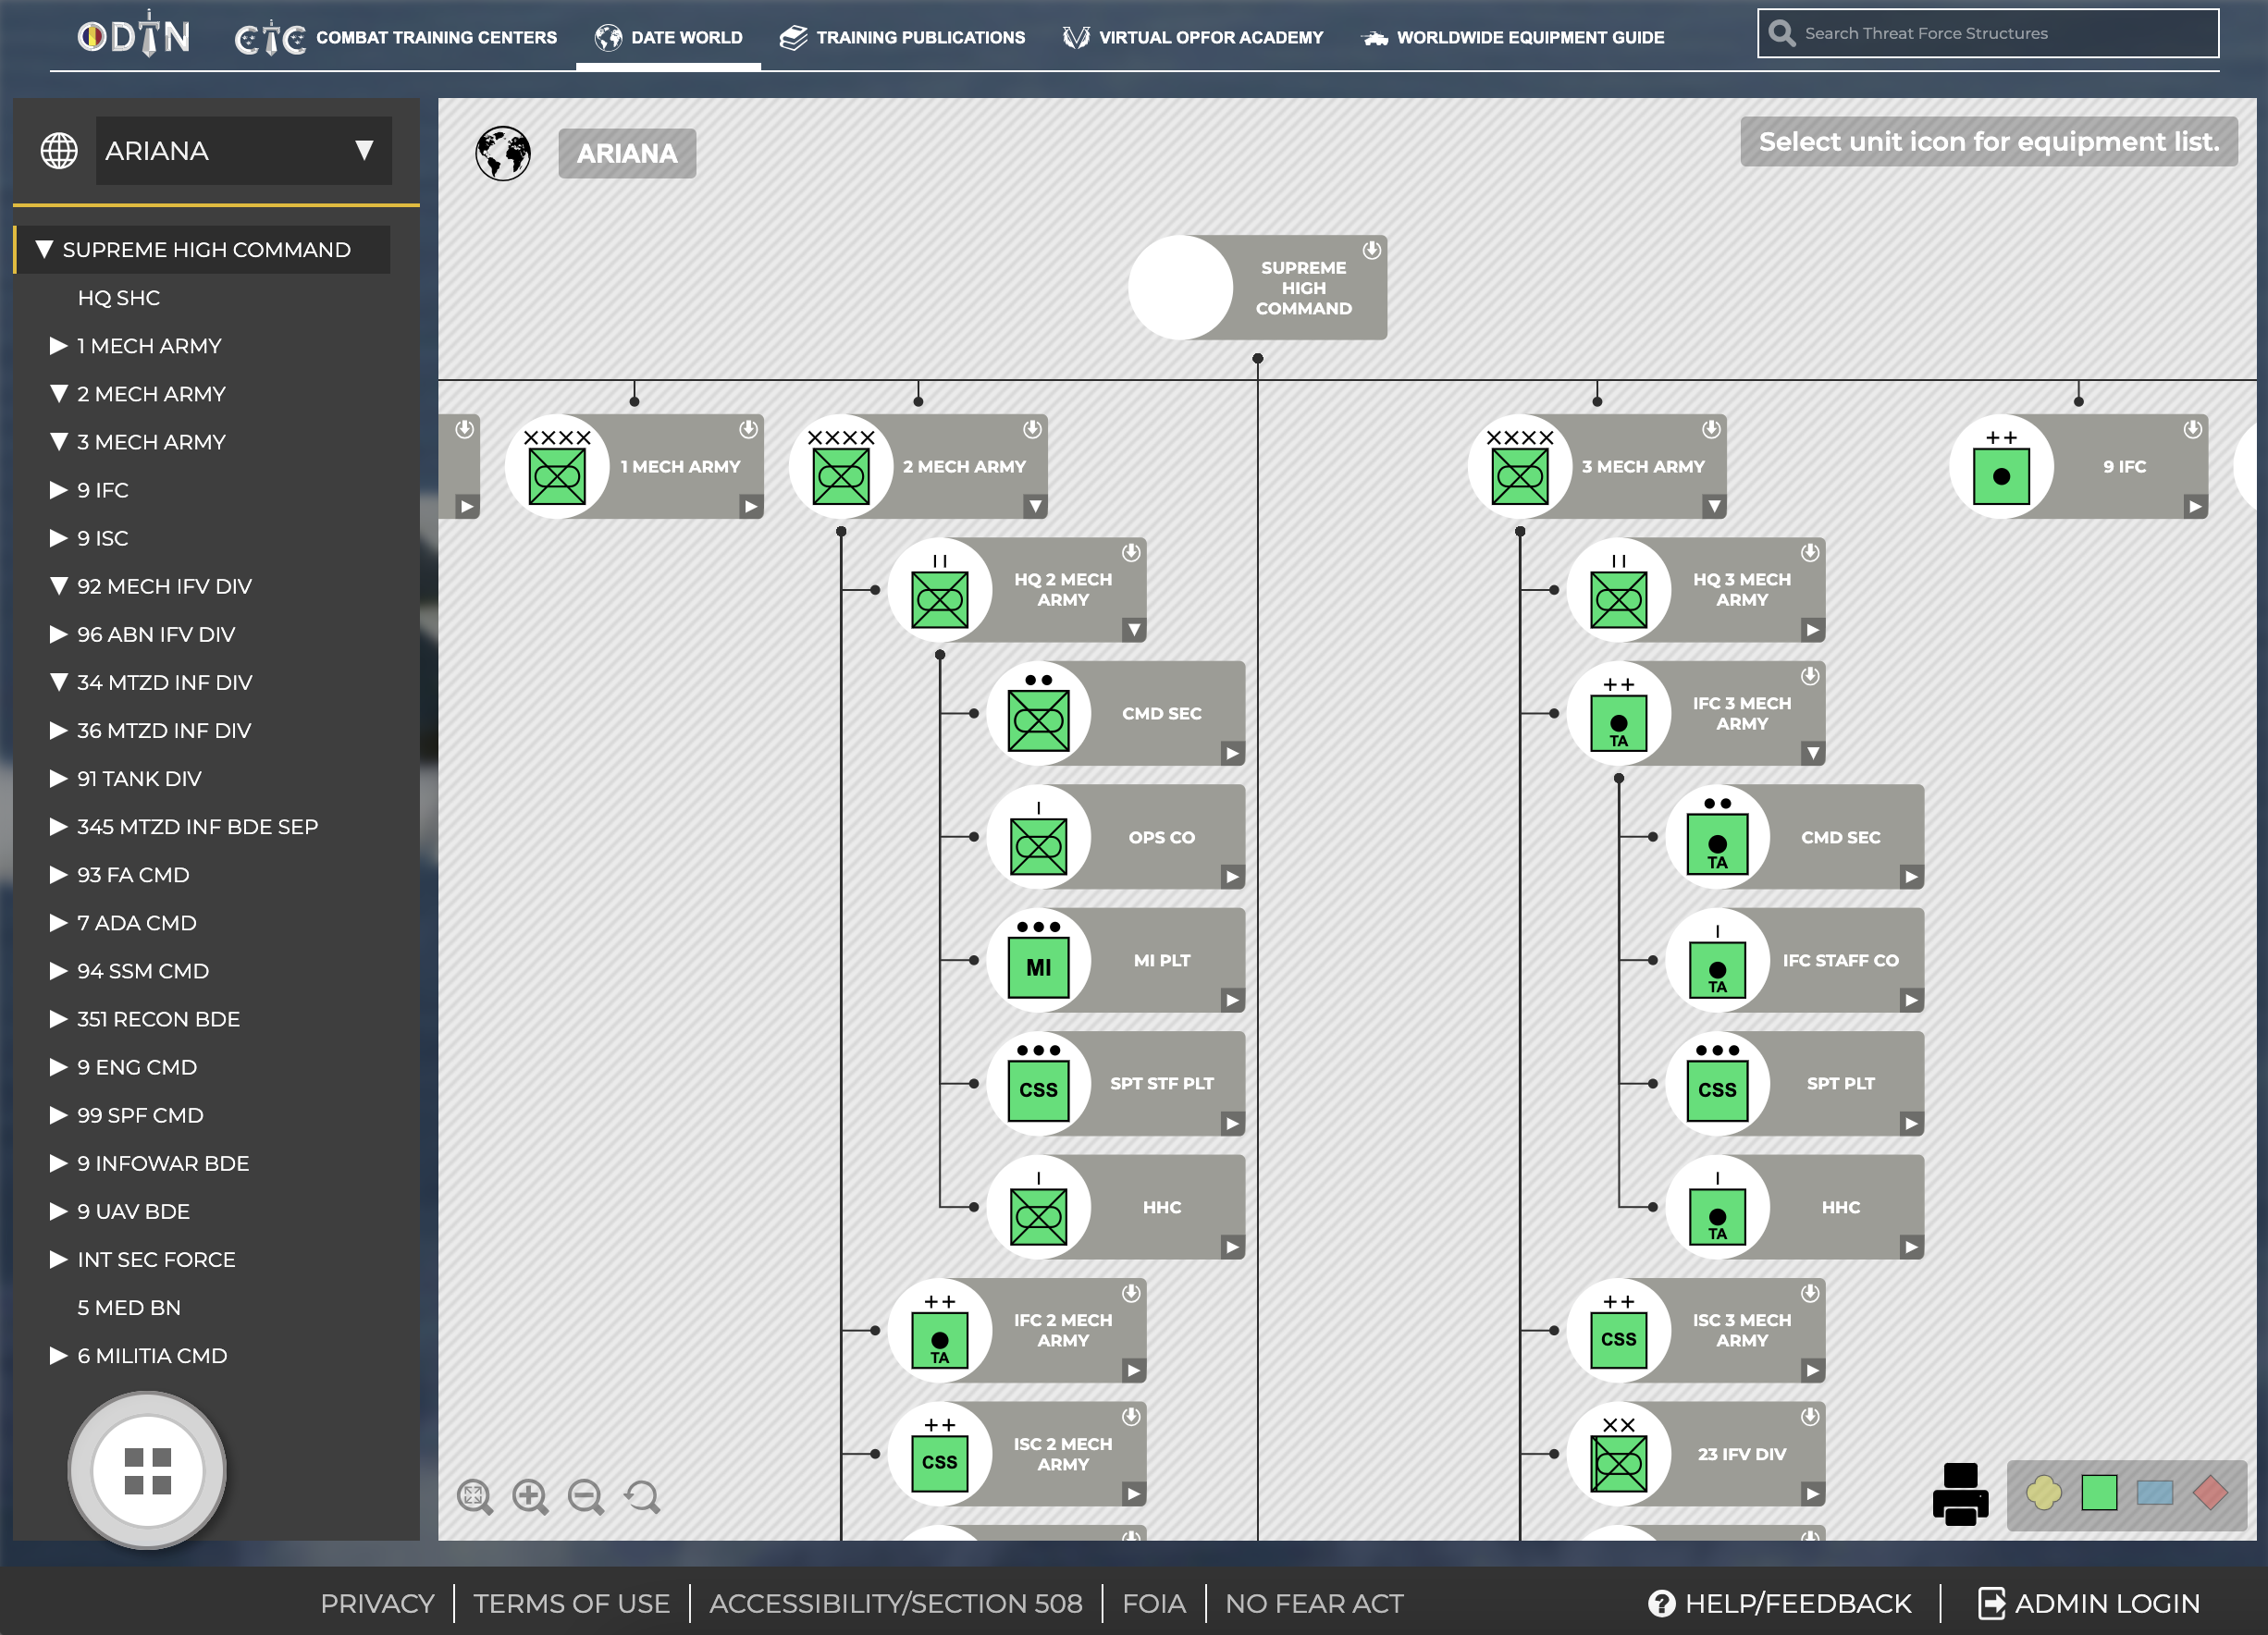 ODIN
CTC COMBAT TRAINING CENTERS
DATE WORLD
TRAINING PUBLICATIONS
VIRTUAL OPFOR ACADEMY
WORLDWIDE EQUIPMENT GUIDE
Search Threat Force Structures
ARIANA
SUPREME HIGH COMMAND
HQ SHC
1 MECH ARMY
2 MECH ARMY
3 MECH ARMY
9 IFC
9 ISC
92 MECH IFV DIV
96 ABN IFV DIV
34 MTZD INF DIV
36 MTZD INF DIV
91 TANK DIV
345 MTZD INF BDE SEP
93 FA CMD
7 ADA CMD
94 SSM CMD
351 RECON BDE
9 ENG CMD
99 SPF CMD
9 INFOWAR BDE
9 UAV BDE
INT SEC FORCE
5 MED BN
6 MILITIA CMD
ARIANA
Select unit icon for equipment list.
SUPREME
HIGH
COMMAND
1 MECH ARMY
2 MECH ARMY
3 MECH ARMY
9 IFC
HQ 2 MECH
ARMY
CMD SEC
OPS CO
MI
MI PLT
CSS
SPT STF PLT
HHC
TA
IFC 2 MECH
ARMY
CSS
ISC 2 MECH
ARMY
HQ 3 MECH
ARMY
TA
IFC 3 MECH
ARMY
TA
CMD SEC
TA
IFC STAFF CO
CSS
SPT PLT
TA
HHC
CSS
ISC 3 MECH
ARMY
23 IFV DIV
PRIVACY
TERMS OF USE
ACCESSIBILITY/SECTION 508
FOIA
NO FEAR ACT
HELP/FEEDBACK
ADMIN LOGIN